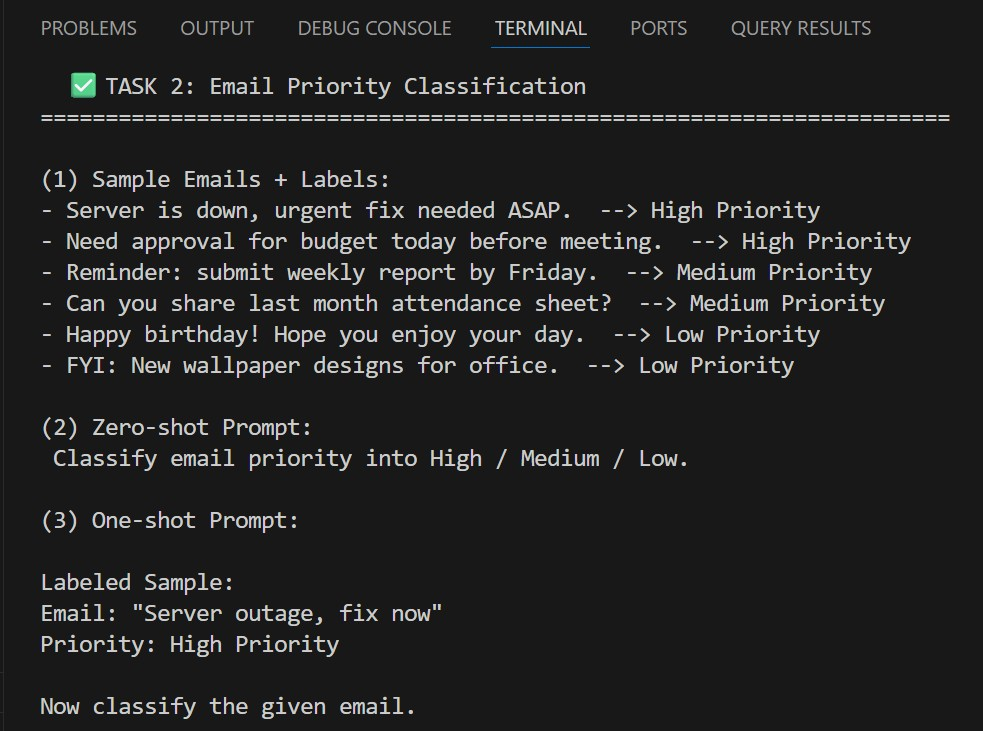 PROBLEMS OUTPUT DEBUG CONSOLE TERMINAL PORTS QUERY RESULTS
✅ TASK 2: Email Priority Classification
======================================================================
(1) Sample Emails + Labels:
- Server is down, urgent fix needed ASAP.  --> High Priority
- Need approval for budget today before meeting.  --> High Priority
- Reminder: submit weekly report by Friday.  --> Medium Priority
- Can you share last month attendance sheet?  --> Medium Priority
- Happy birthday! Hope you enjoy your day.  --> Low Priority
- FYI: New wallpaper designs for office.  --> Low Priority
(2) Zero-shot Prompt:
Classify email priority into High / Medium / Low.
(3) One-shot Prompt:
Labeled Sample:
Email: "Server outage, fix now"
Priority: High Priority
Now classify the given email.